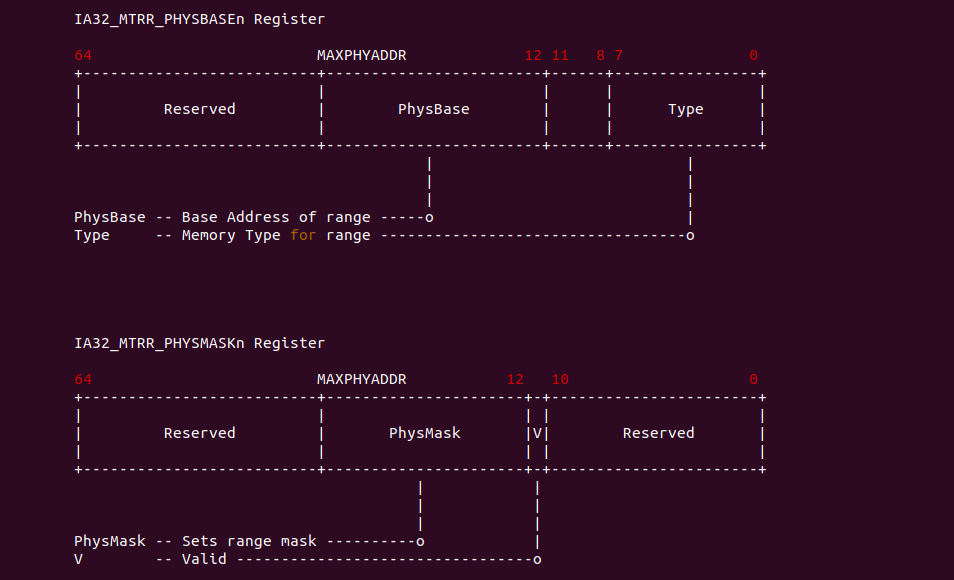 IA32_MTRR_PHYSBASEn Register
64                         MAXPHYADDR             12 11   8 7              0
+--------------------------+------------------------+------+----------------+
|                          |                        |      |                |
|         Reserved         |        PhysBase        |      |      Type      |
|                          |                        |      |                |
+--------------------------+------------------------+------+----------------+
                                       |                            |
                                       |                            |
                                       |                            |
PhysBase -- Base Address of range -----o                            |
Type     -- Memory Type for range ----------------------------------o
IA32_MTRR_PHYSMASKn Register
64                         MAXPHYADDR           12   10                    0
+--------------------------+----------------------+-+-----------------------+
|                          |                      | |                       |
|         Reserved         |       PhysMask       |V|        Reserved       |
|                          |                      | |                       |
+--------------------------+----------------------+-+-----------------------+
                                      |            |
                                      |            |
                                      |            |
PhysMask -- Sets range mask ----------o            |
V        -- Valid ---------------------------------o